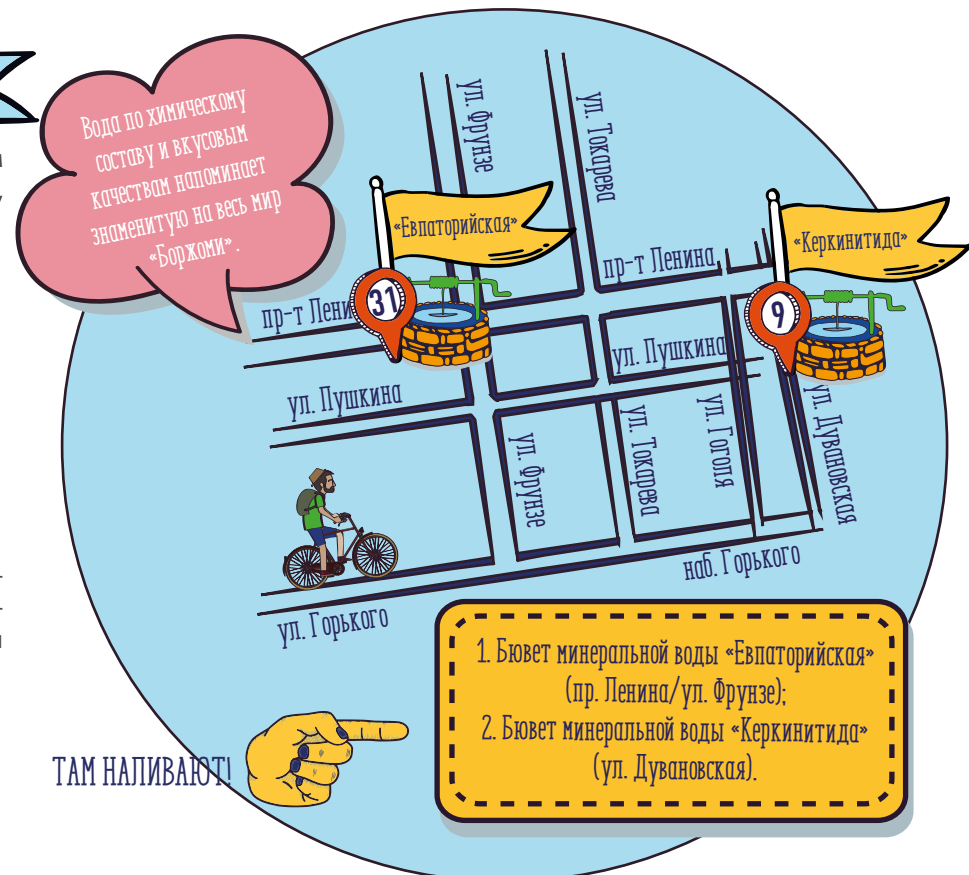 Вода по химическому
составу и вкусовым
качествам напоминает
знаменитую на весь мир
«Боржоми».
ул. Фрунзе
ул. Токарева
«Евпаторийская»
«Керкинитида»
пр-т Ленина
пр-т Лени
31
9
ул. Пушкина
ул. Пушкина
ул. Фрунзе
ул. Токарева
ул. Гоголя
ул. Дувановская
наб. Горького
ул. Горького
1. Бювет минеральной воды «Евпаторийская»
(пр. Ленина/ул. Фрунзе);
2. Бювет минеральной воды «Керкинитида»
(ул. Дувановская).
ТАМ НАЛИВАЮТ!